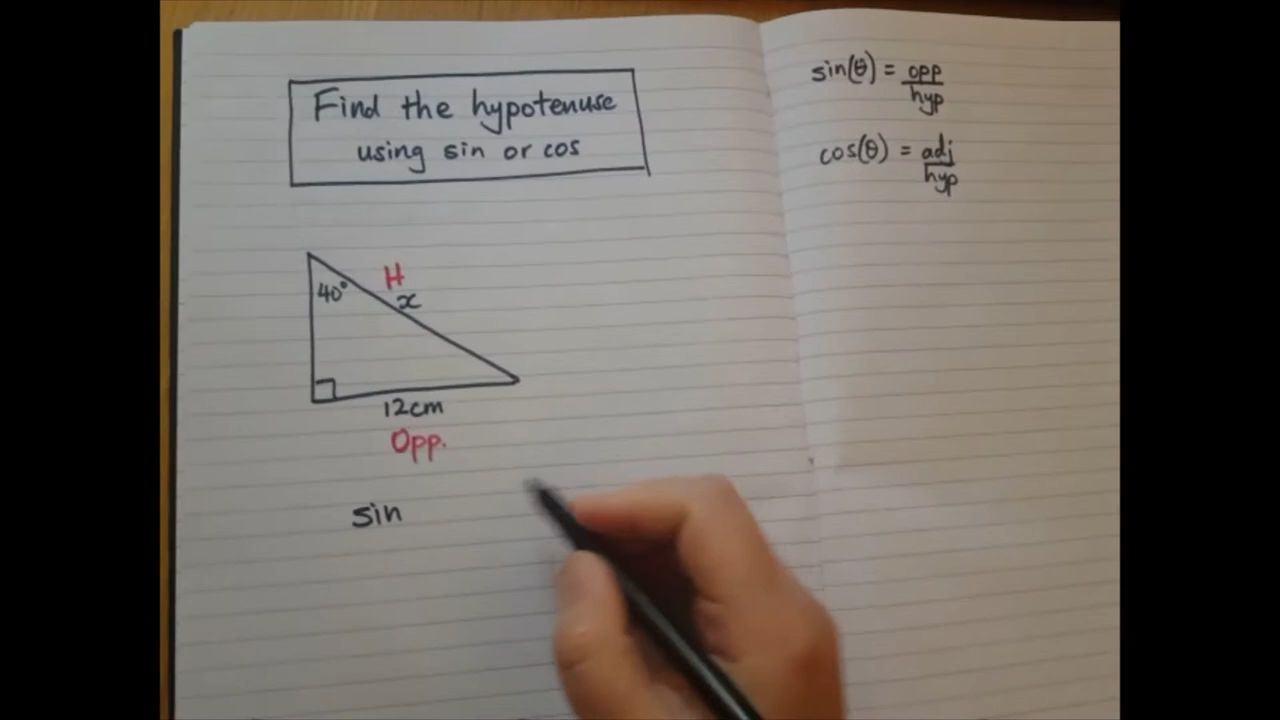 Find the hypotenuse
using sin or cos
sin(θ) = opp
hyp
cos(θ) = adj
hyp
40°
H
x
12cm
Opp.
sin